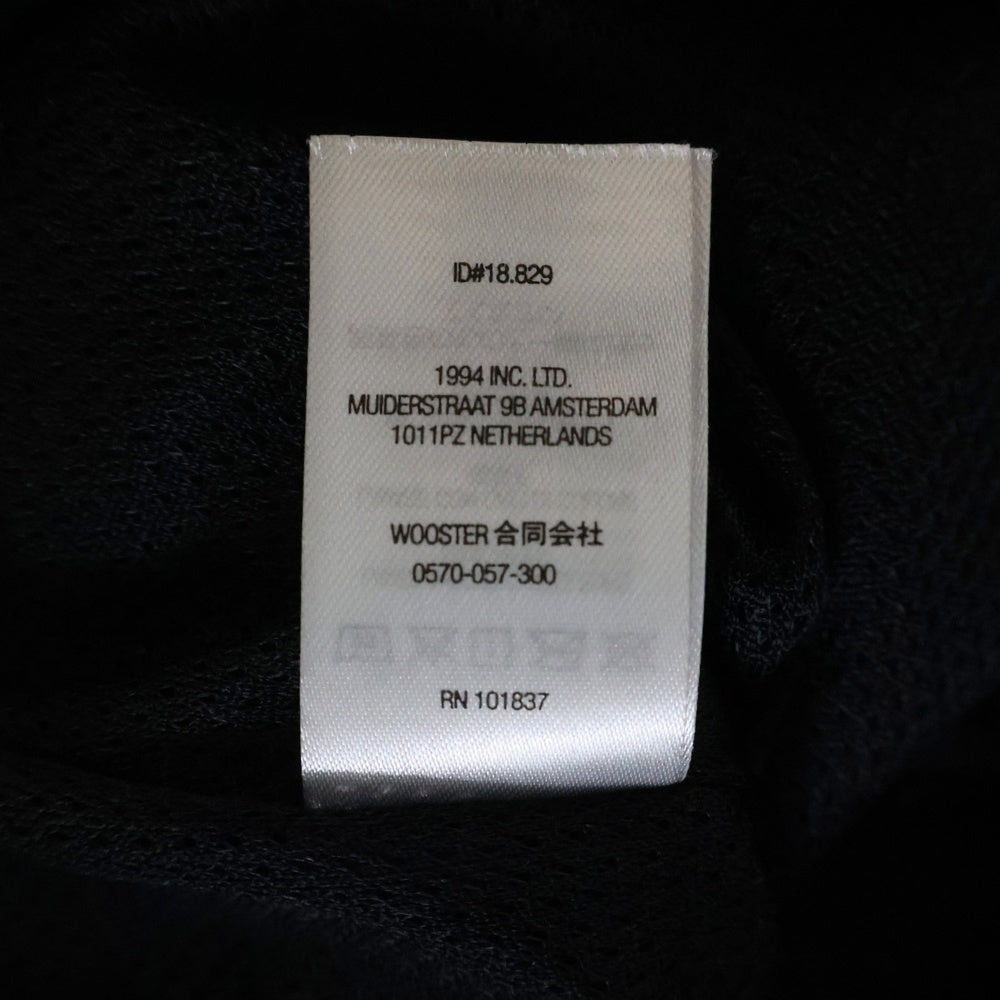 ID#18.829
1994 INC. LTD.
MUIDERSTRAAT 9B AMSTERDAM
1011PZ NETHERLANDS
WOOSTER 合同会社
0570-057-300
RN 101837